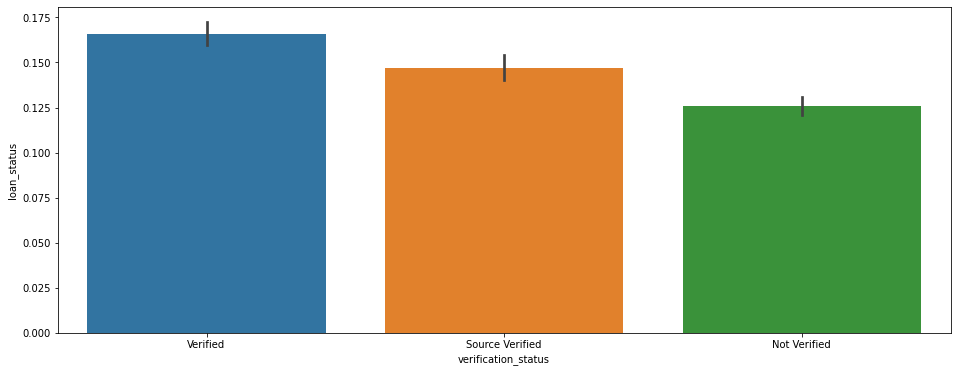 0.175
0.150
0.125
0.100
0.075
0.050
0.025
0.000
loan_status
Verified
Source Verified
Not Verified
verification_status